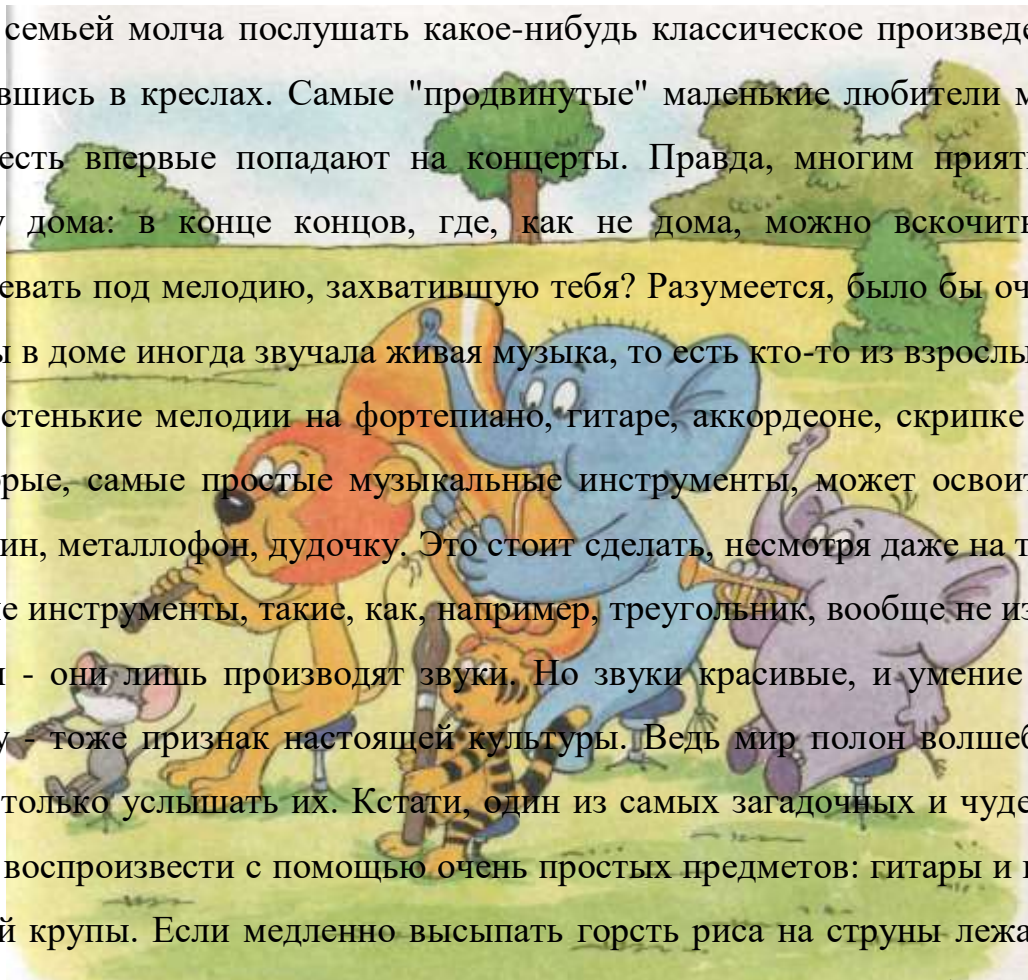 семьей молча послушать какое-нибудь классическое произведе
вшись в креслах. Самые "продвинутые" маленькие любители м
есть впервые попадают на концерты. Правда, многим прият
у дома: в конце концов, где, как не дома, можно вскочить
евать под мелодию, захватившую тебя? Разумеется, было бы оч
ы в доме иногда звучала живая музыка, то есть кто-то из взрослы
стенькие мелодии на фортепиано, гитаре, аккордеоне, скрипке
орые, самые простые музыкальные инструменты, может освоит
ин, металлофон, дудочку. Это стоит сделать, несмотря даже на т
ие инструменты, такие, как, например, треугольник, вообще не из
и - они лишь производят звуки. Но звуки красивые, и умение
у - тоже признак настоящей культуры. Ведь мир полон волшеб
только услышать их. Кстати, один из самых загадочных и чуде
воспроизвести с помощью очень простых предметов: гитары и
й крупы. Если медленно высыпать горсть риса на струны лежа